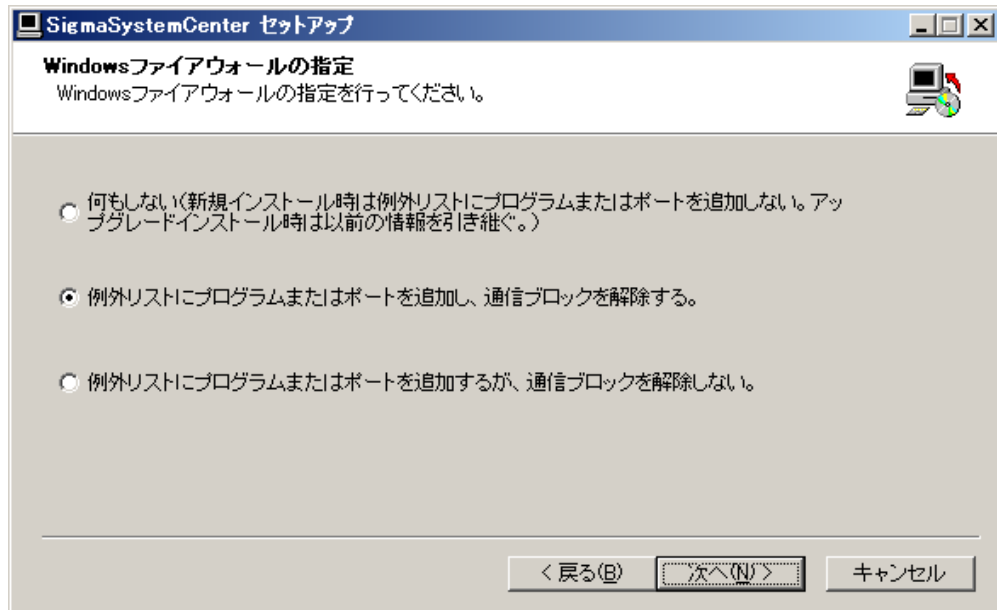 SigmaSystemCenter セットアップ
Windowsファイアウォールの指定
Windowsファイアウォールの指定を行ってください。
何もしない(新規インストール時は例外リストにプログラムまたはポートを追加しない。アッ
プグレードインストール時は以前の情報を引き継ぐ。)
例外リストにプログラムまたはポートを追加し、通信ブロックを解除する。
例外リストにプログラムまたはポートを追加するが、通信ブロックを解除しない。
< 戻る(B) 次へ(N) > キャンセル